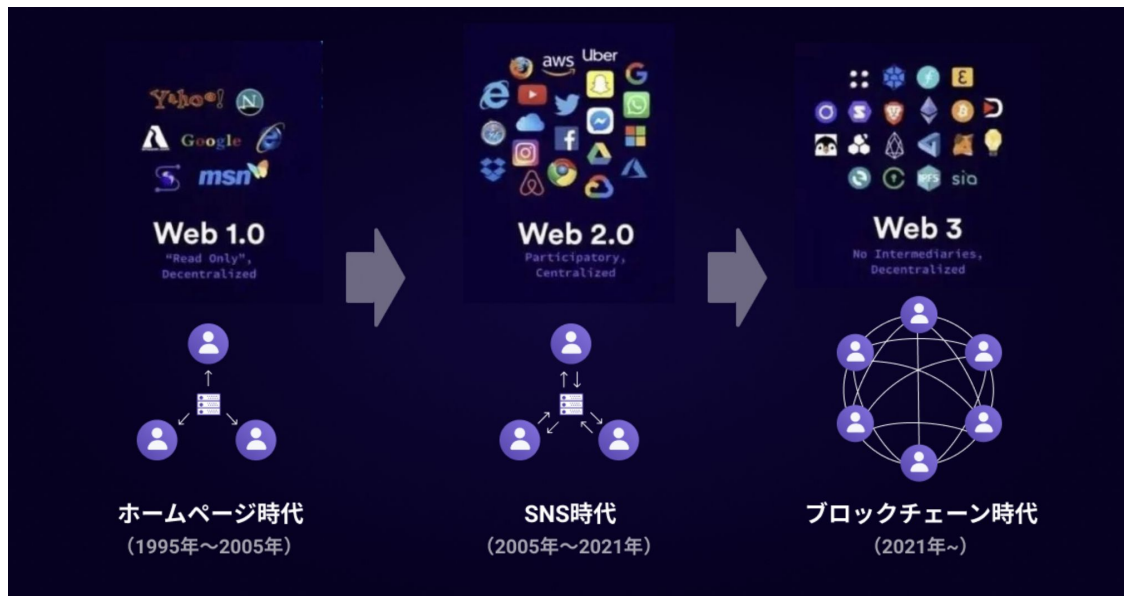 Yahoo!
N
Google
msn
Web 1.0
“Read Only”,
Decentralized
aws
Uber
Web 2.0
Participatory,
Centralized
IPFS
sia
Web 3
No Intermediaries,
Decentralized
ホームページ時代
（1995年〜2005年）
SNS時代
（2005年〜2021年）
ブロックチェーン時代
（2021年~）